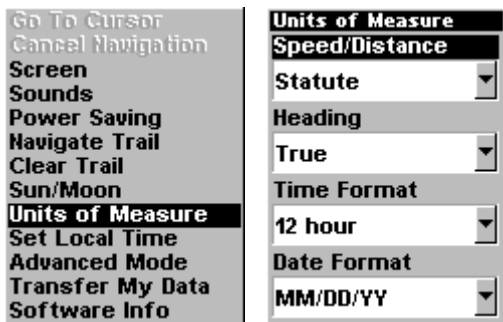 Go To Cursor
Cancel Navigation
Screen
Sounds
Power Saving
Navigate Trail
Clear Trail
Sun/Moon
Units of Measure
Set Local Time
Advanced Mode
Transfer My Data
Software Info
Units of Measure
Speed/Distance
Statute
Heading
True
Time Format
12 hour
Date Format
MM/DD/YY